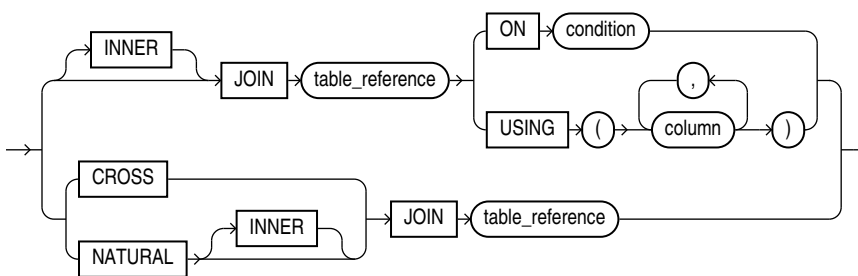 INNER
JOIN table_reference
ON condition
,
USING ( column )
CROSS
NATURAL INNER
JOIN table_reference